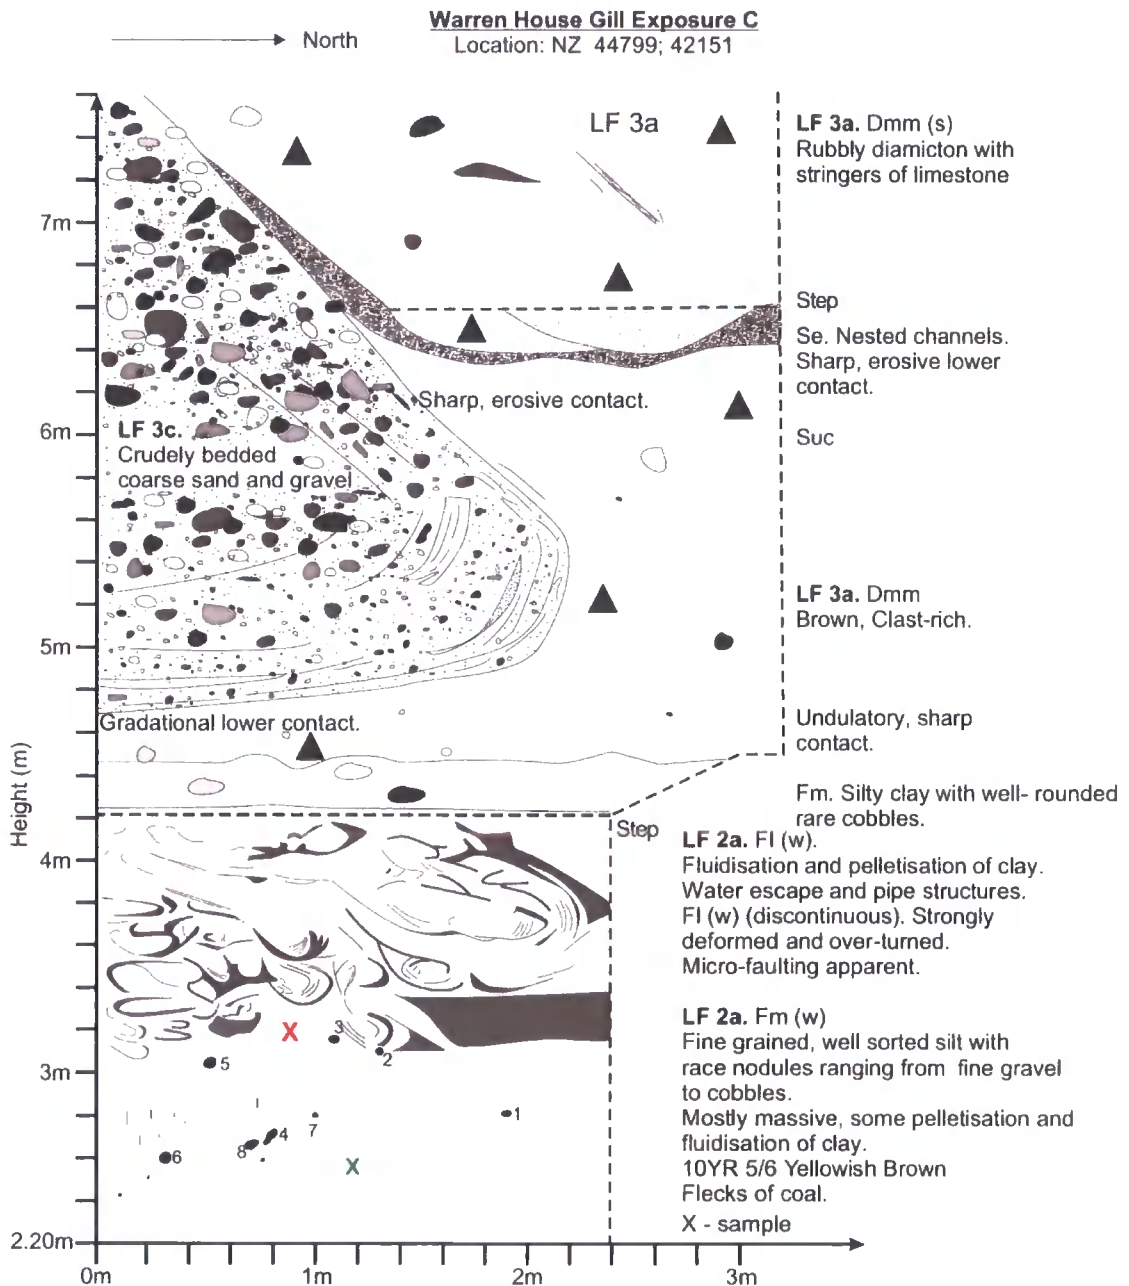 Warren House Gill Exposure C
Location: NZ 44799; 42151
North
LF 3a
LF 3a. Dmm (s)
Rubbly diamicton with
stringers of limestone
7m
Step
Se. Nested channels.
Sharp, erosive lower
contact.
Sharp, erosive contact.
6m
Suc
LF 3c.
Crudely bedded
coarse sand and gravel
LF 3a. Dmm
Brown, Clast-rich.
5m
Gradational lower contact.
Undulatory, sharp
contact.
Height (m)
Fm. Silty clay with well- rounded
rare cobbles.
Step
4m
LF 2a. Fl (w).
Fluidisation and pelletisation of clay.
Water escape and pipe structures.
Fl (w) (discontinuous). Strongly
deformed and over-turned.
Micro-faulting apparent.
LF 2a. Fm (w)
Fine grained, well sorted silt with
race nodules ranging from fine gravel
to cobbles.
Mostly massive, some pelletisation and
fluidisation of clay.
10YR 5/6 Yellowish Brown
Flecks of coal.
X - sample
X
3
2
3m
5
1
7
4
8
6
X
2.20m
0m
1m
2m
3m